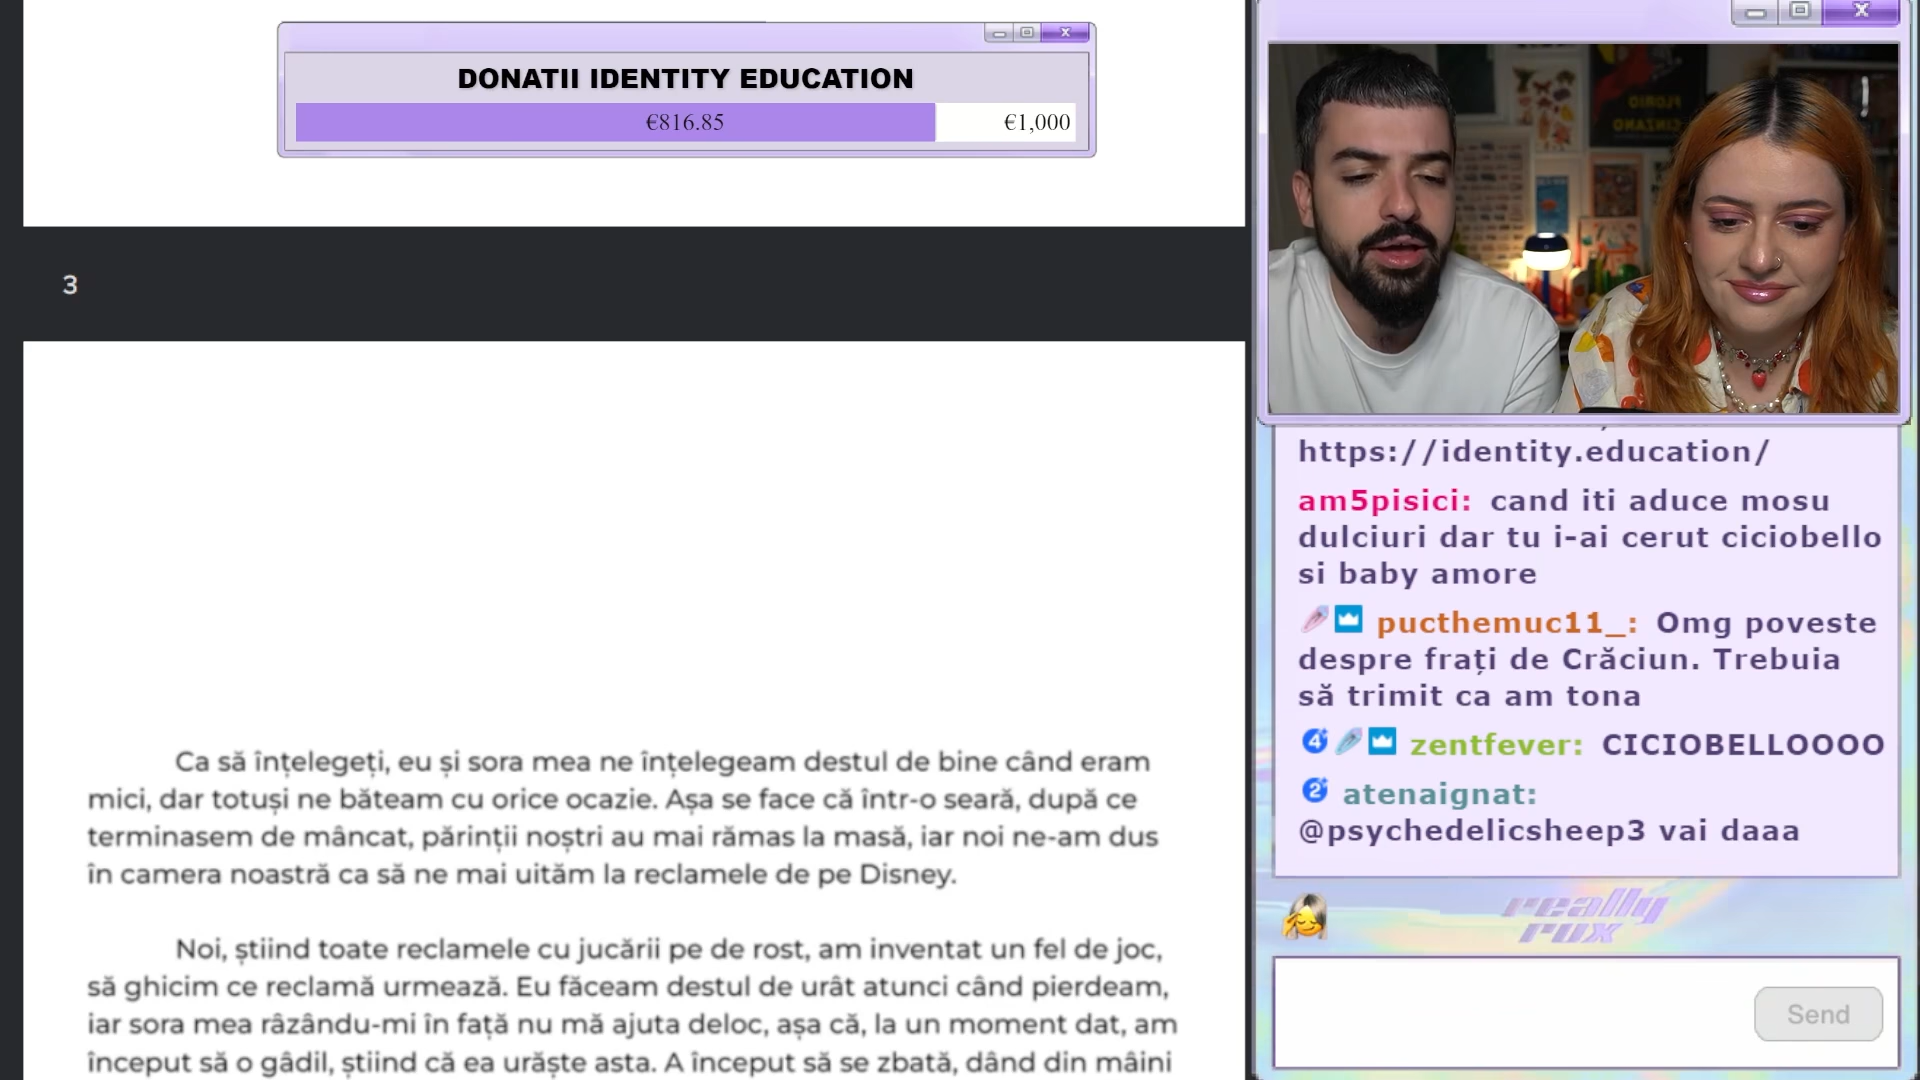 DONATII IDENTITY EDUCATION
€816.85
€1,000
3
Ca să înțelegeți, eu și sora mea ne înțelegeam destul de bine când eram
mici, dar totuși ne băteam cu orice ocazie. Așa se face că într-o seară, după ce
terminasem de mâncat, părinții noștri au mai rămas la masă, iar noi ne-am dus
în camera noastră ca să ne mai uităm la reclamele de pe Disney.
Noi, știind toate reclamele cu jucării pe de rost, am inventat un fel de joc,
să ghicim ce reclamă urmează. Eu făceam destul de urât atunci când pierdeam,
iar sora mea râzându-mi în față nu mă ajuta deloc, așa că, la un moment dat, am
început să o gâdil, știind că ea urăște asta. A început să se zbată, dând din mâini
https://identity.education/
am5pisici: cand iti aduce mosu
dulciuri dar tu i-ai cerut ciciobello
si baby amore
pucthemuc11_: Omg poveste
despre frați de Crăciun. Trebuia
să trimit ca am tona
4 zentfever: CICIOBELLOOOO
2 atenaignat:
@psychedelicsheep3 vai daaa
really
rux
Send